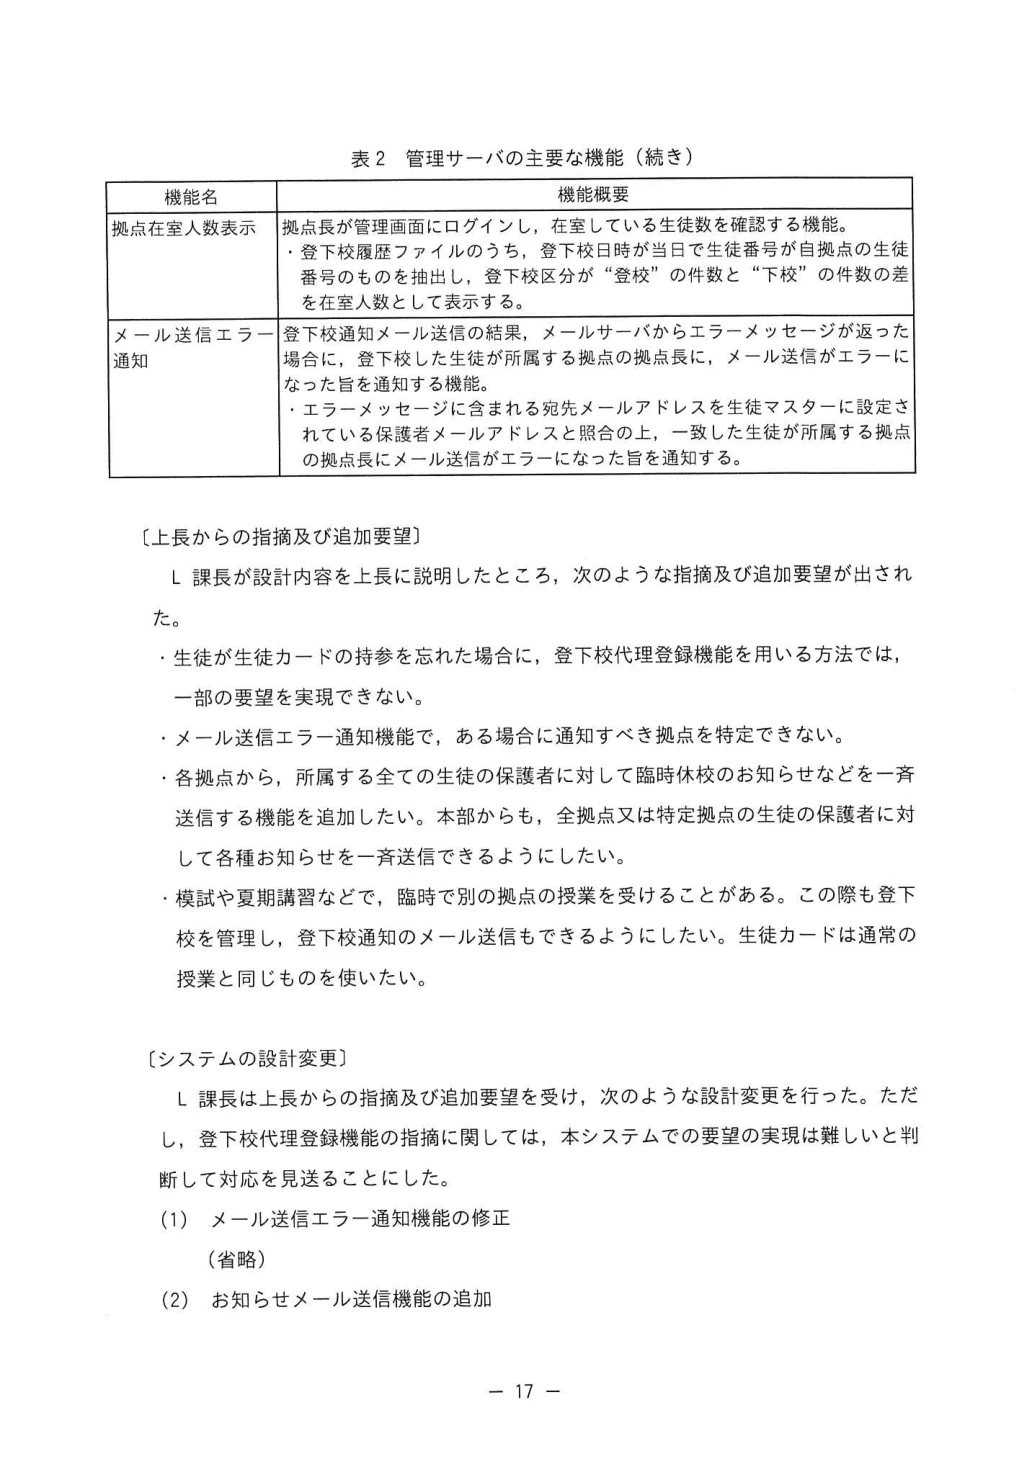 表2　管理サーバの主要な機能（続き）
機能名
機能概要
拠点在室人数表示
拠点長が管理画面にログインし，在室している生徒数を確認する機能。
・登下校履歴ファイルのうち，登下校日時が当日で生徒番号が自拠点の生徒
番号のものを抽出し，登下校区分が“登校”の件数と“下校”の件数の差
を在室人数として表示する。
メール送信エラー
通知
登下校通知メール送信の結果，メールサーバからエラーメッセージが返った
場合に，登下校した生徒が所属する拠点の拠点長に，メール送信がエラーに
なった旨を通知する機能。
・エラーメッセージに含まれる宛先メールアドレスを生徒マスターに設定さ
れている保護者メールアドレスと照合の上，一致した生徒が所属する拠点
の拠点長にメール送信がエラーになった旨を通知する。
〔上長からの指摘及び追加要望〕
L 課長が設計内容を上長に説明したところ，次のような指摘及び追加要望が出され
た。
・生徒が生徒カードの持参を忘れた場合に，登下校代理登録機能を用いる方法では，
一部の要望を実現できない。
・メール送信エラー通知機能で，ある場合に通知すべき拠点を特定できない。
・各拠点から，所属する全ての生徒の保護者に対して臨時休校のお知らせなどを一斉
送信する機能を追加したい。本部からも，全拠点又は特定拠点の生徒の保護者に対
して各種お知らせを一斉送信できるようにしたい。
・模試や夏期講習などで，臨時で別の拠点の授業を受けることがある。この際も登下
校を管理し，登下校通知のメール送信もできるようにしたい。生徒カードは通常の
授業と同じものを使いたい。
〔システムの設計変更〕
L 課長は上長からの指摘及び追加要望を受け，次のような設計変更を行った。ただ
し，登下校代理登録機能の指摘に関しては，本システムでの要望の実現は難しいと判
断して対応を見送ることにした。
(1)　メール送信エラー通知機能の修正
（省略）
(2)　お知らせメール送信機能の追加
－ 17 －